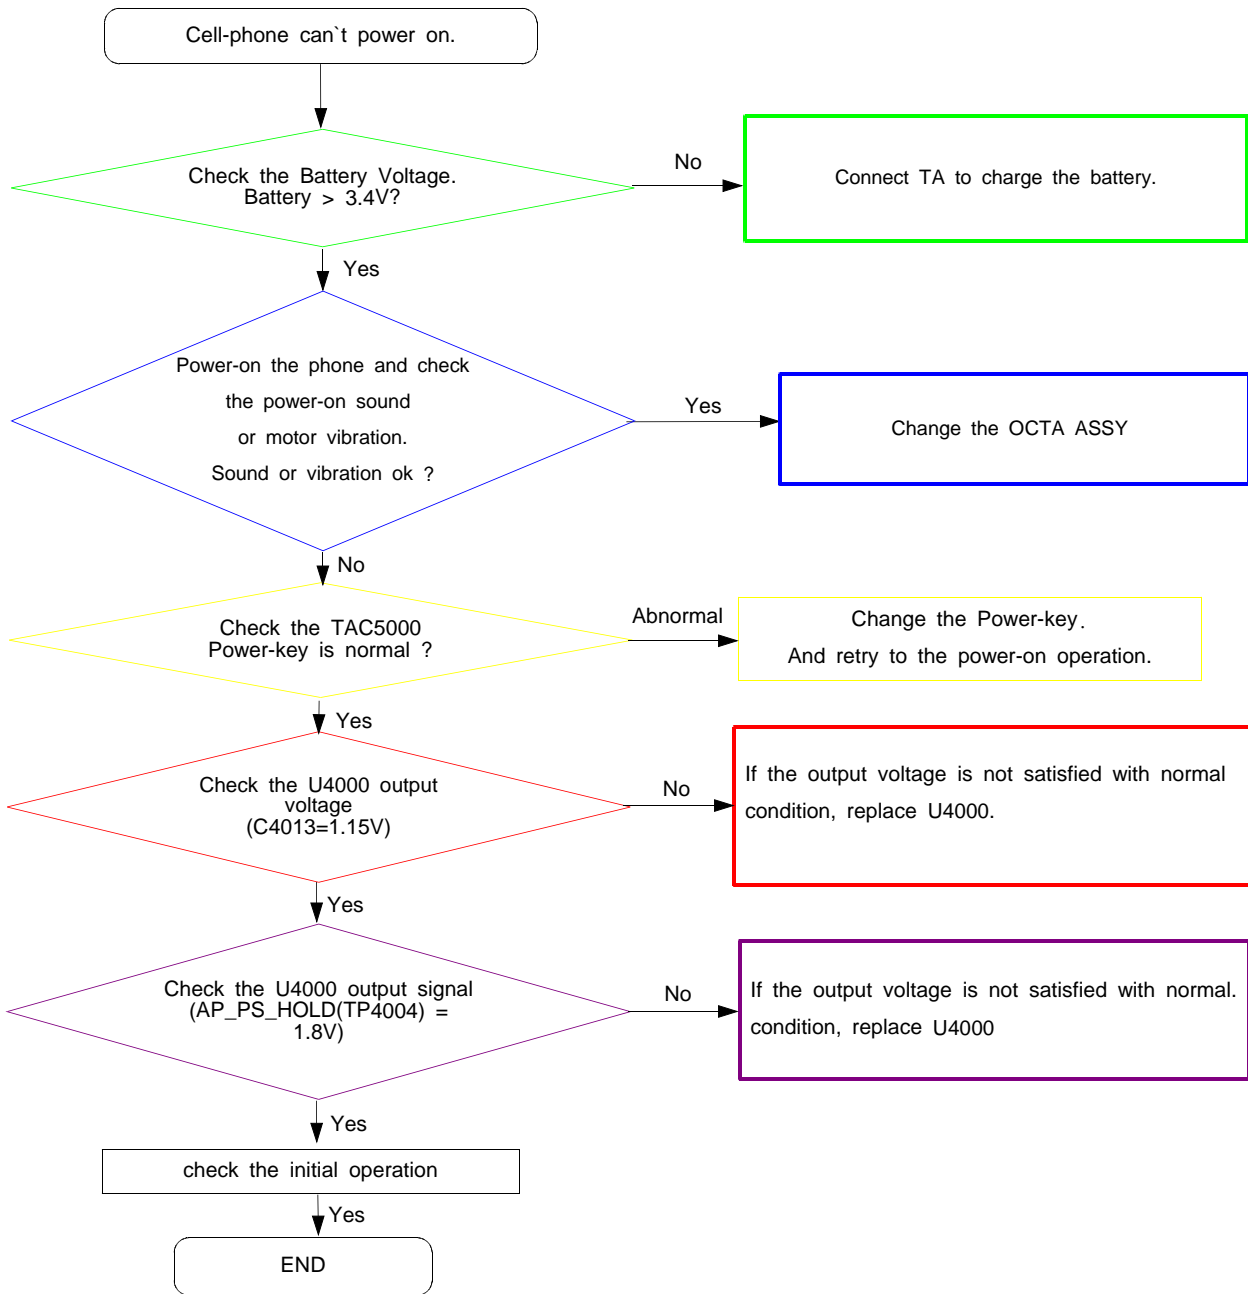 Cell-phone can`t power on.
Check the Battery Voltage.
Battery > 3.4V?
No
Connect TA to charge the battery.
Yes
Power-on the phone and check
the power-on sound
or motor vibration.
Sound or vibration ok ?
Yes
Change the OCTA ASSY
No
Check the TAC5000
Power-key is normal ?
Abnormal
Change the Power-key.
And retry to the power-on operation.
Yes
Check the U4000 output
voltage
(C4013=1.15V)
No
If the output voltage is not satisfied with normal
condition, replace U4000.
Yes
Check the U4000 output signal
(AP_PS_HOLD(TP4004) =
1.8V)
No
If the output voltage is not satisfied with normal.
condition, replace U4000
Yes
check the initial operation
Yes
END